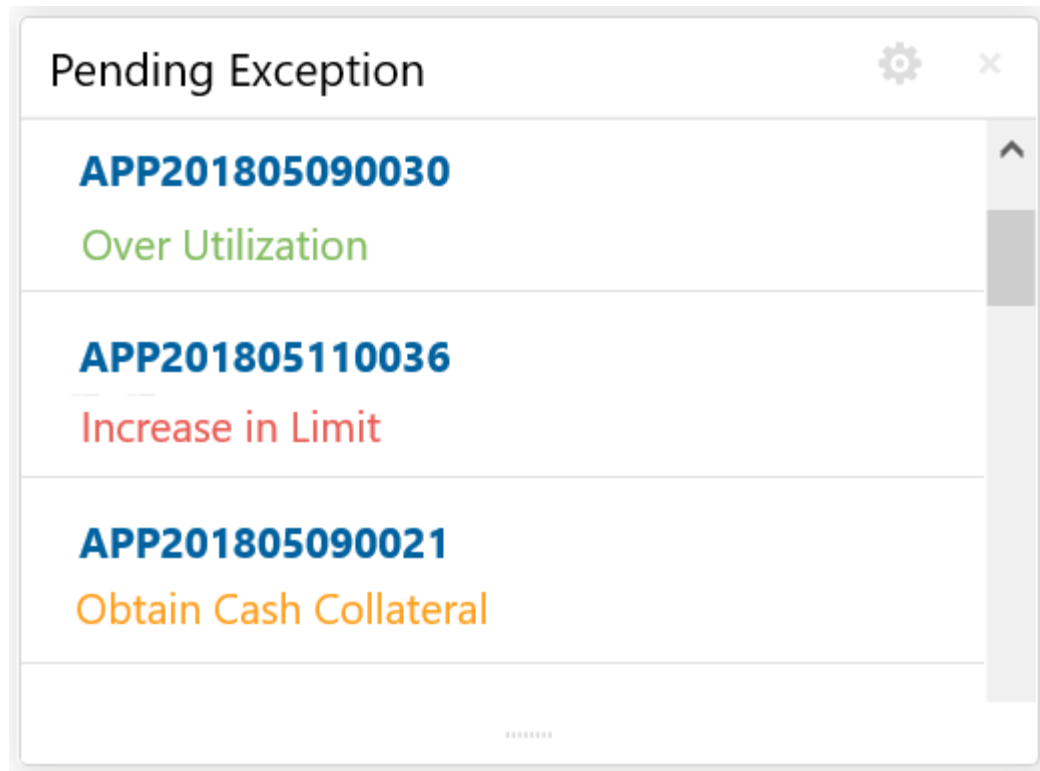 Pending Exception
APP201805090030
Over Utilization
APP201805110036
Increase in Limit
APP201805090021
Obtain Cash Collateral